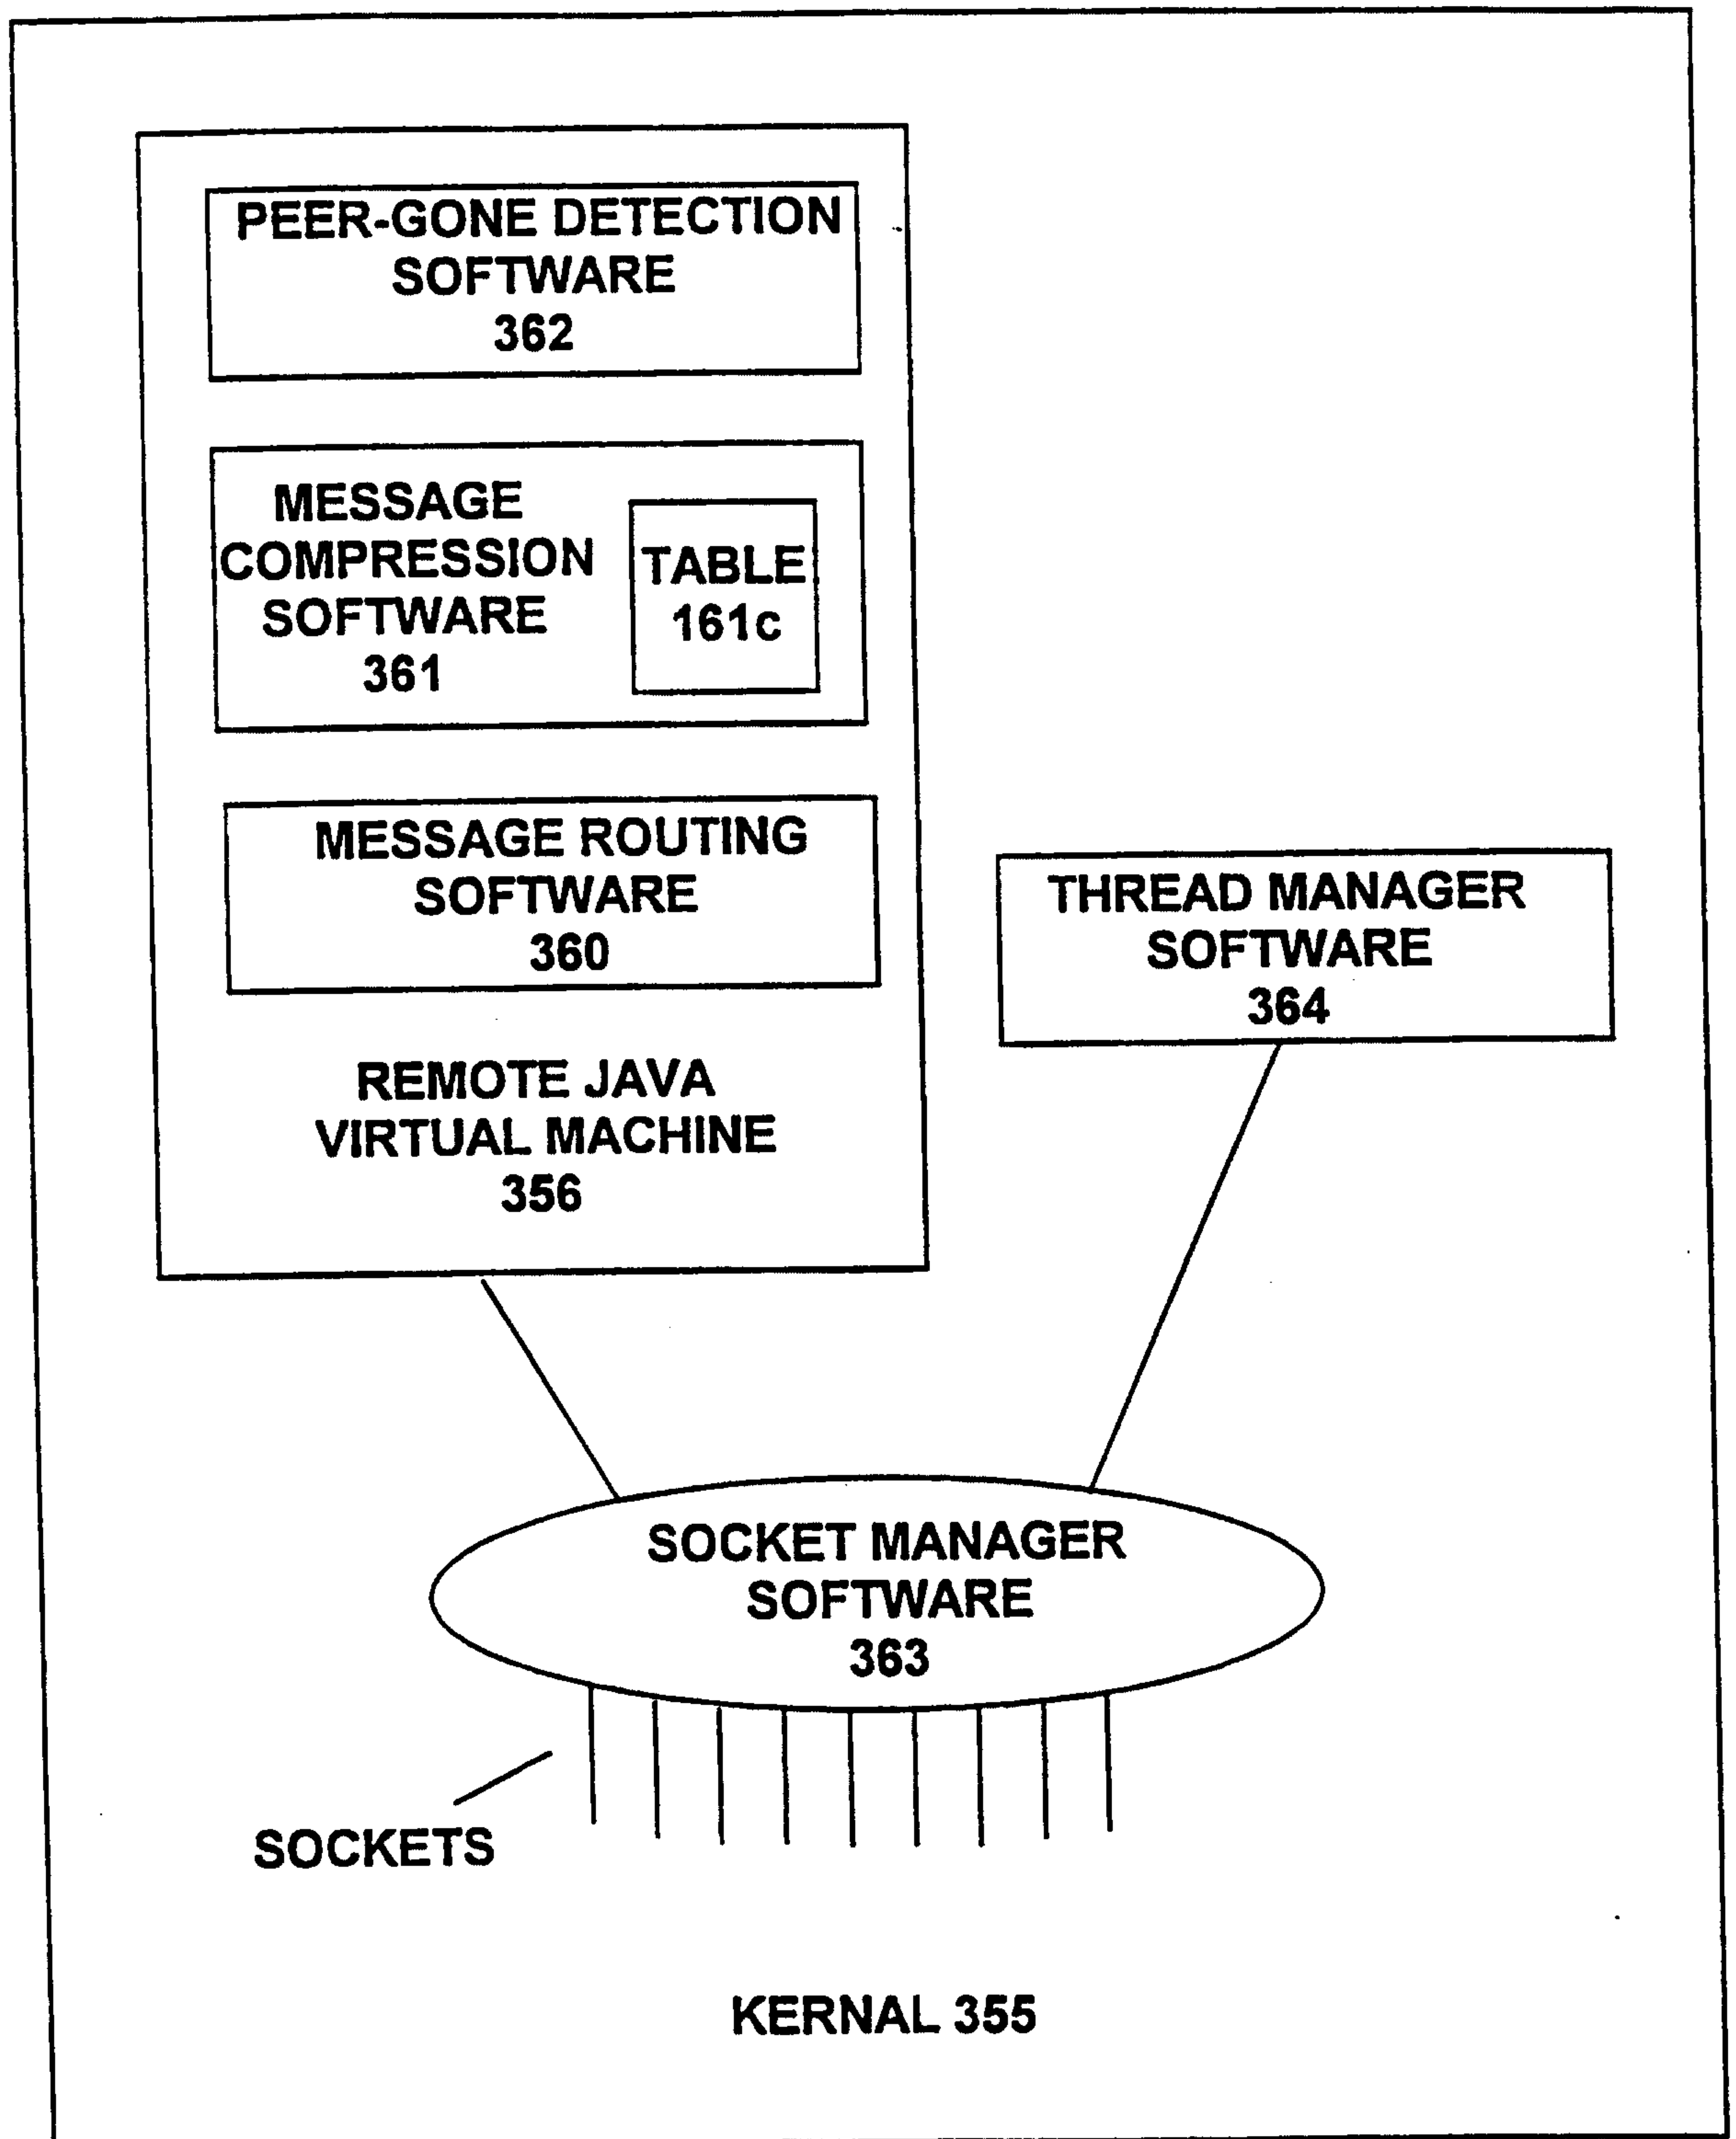 PEER-GONE DETECTION
SOFTWARE
362
MESSAGE
COMPRESSION
SOFTWARE
361
TABLE
161c
MESSAGE ROUTING
SOFTWARE
360
REMOTE JAVA
VIRTUAL MACHINE
356
THREAD MANAGER
SOFTWARE
364
SOCKET MANAGER
SOFTWARE
363
SOCKETS
KERNAL 355